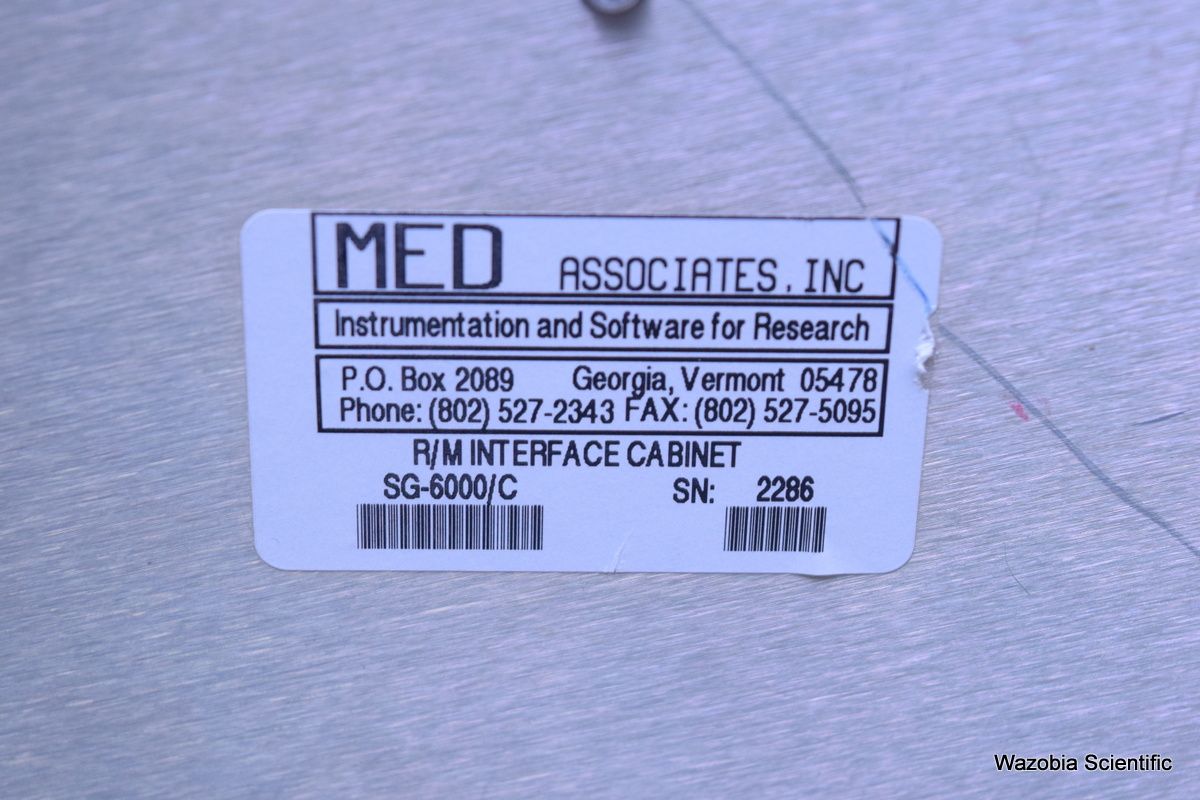 MED ASSOCIATES, INC
Instrumentation and Software for Research
P.O. Box 2089 Georgia, Vermont 05478
Phone: (802) 527-2343 FAX: (802) 527-5095
R/M INTERFACE CABINET
SG-6000/C SN: 2286
Wazobia Scientific